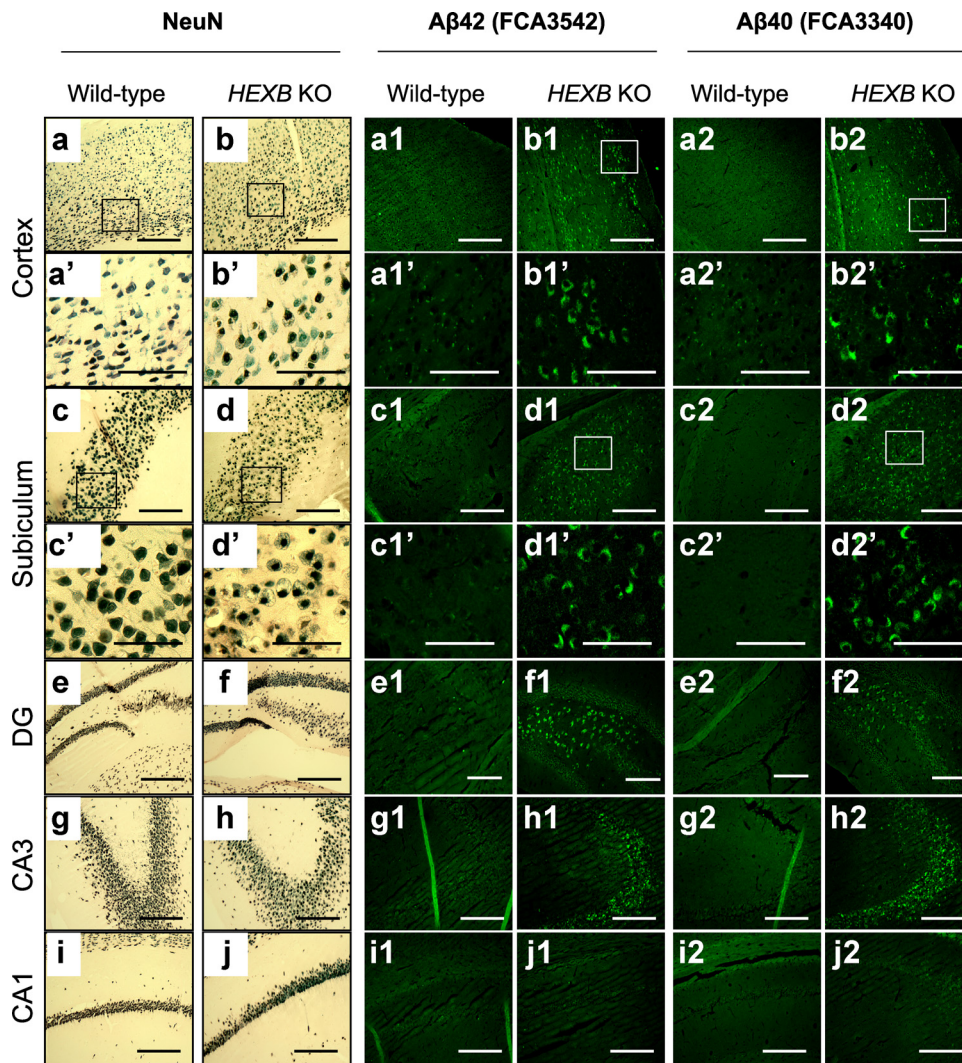 NeuN Aβ42 (FCA3542) Aβ40 (FCA3340)
Wild-type HEXB KO Wild-type HEXB KO Wild-type HEXB KO
Cortex
a b a1 b1 a2 b2
a’ b’ a1’ b1’ a2’ b2’
Subiculum
c d c1 d1 c2 d2
c’ d’ c1’ d1’ c2’ d2’
DG
e f e1 f1 e2 f2
CA3
g h g1 h1 g2 h2
CA1
i j i1 j1 i2 j2